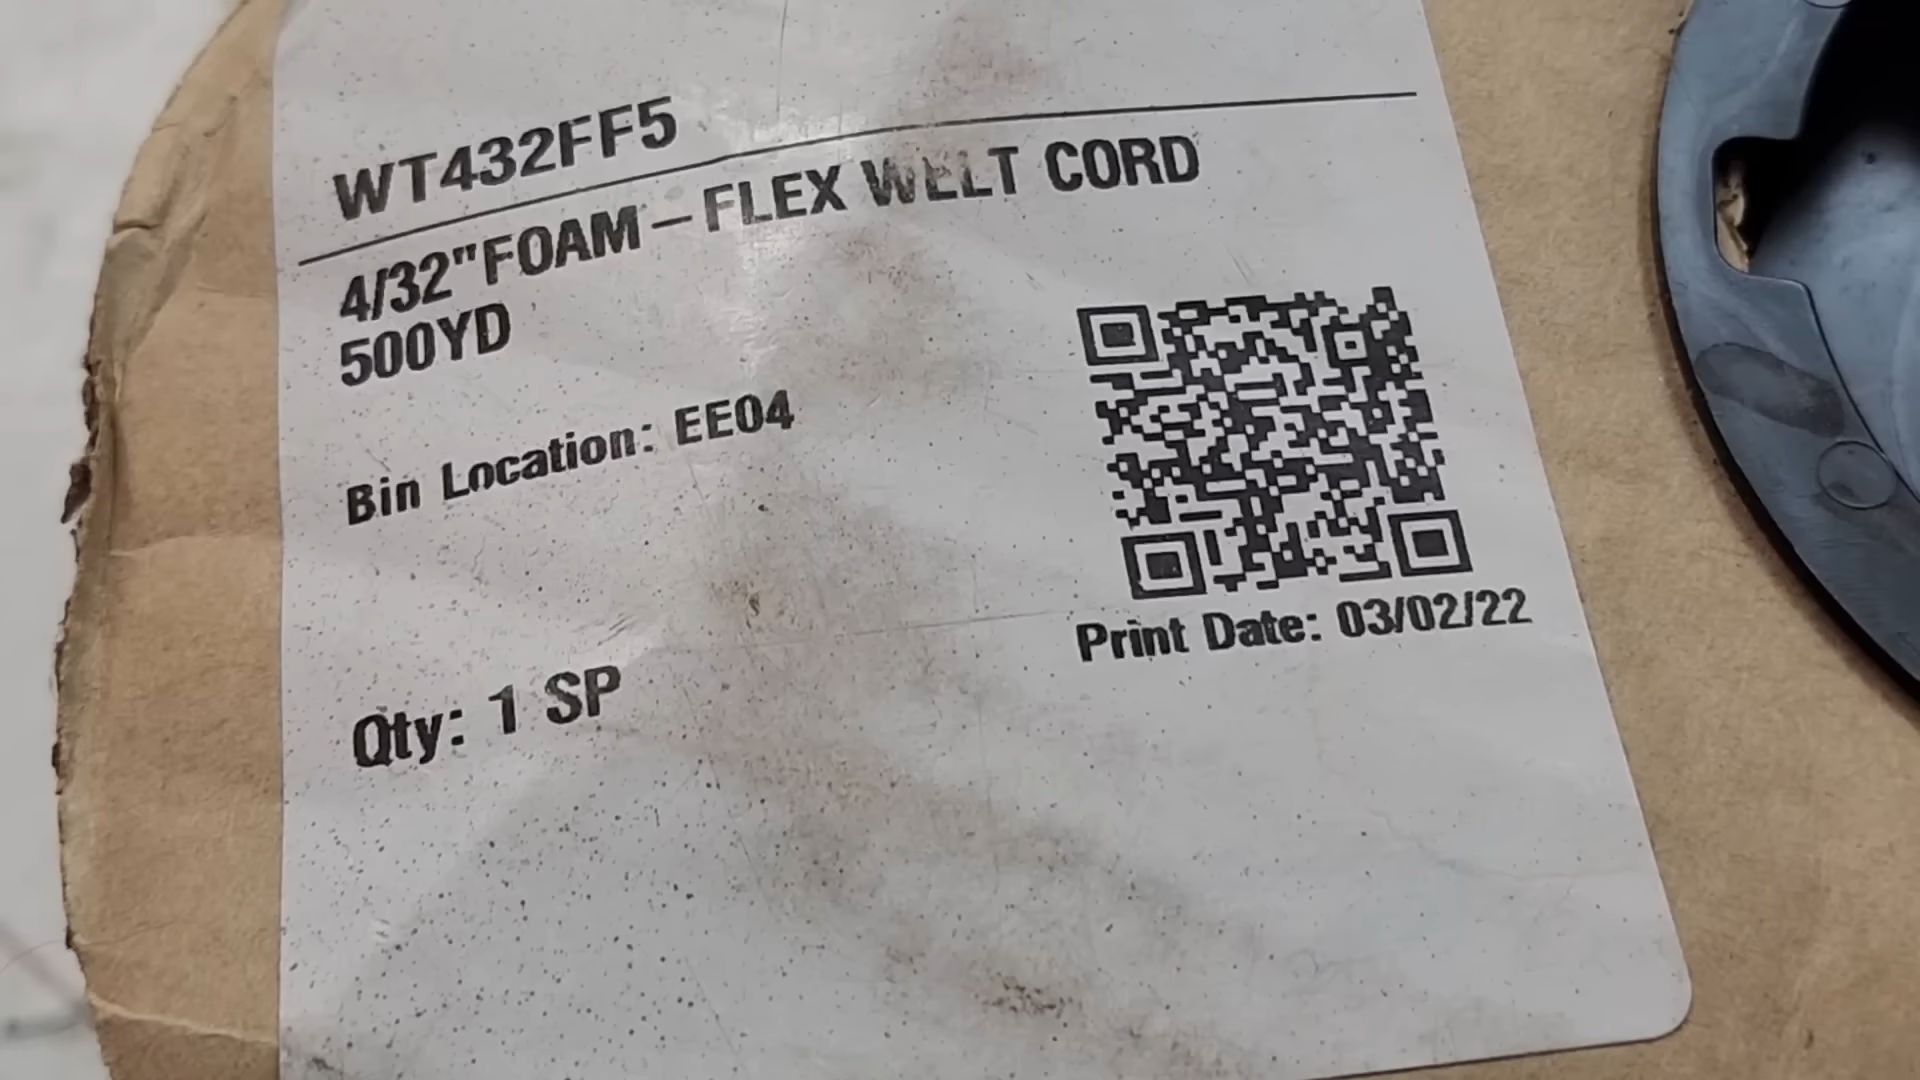 WT432FF5
4/32"FOAM-FLEX WELT CORD
500YD
Bin Location: EE04
Print Date: 03/02/22
Qty: 1 SP